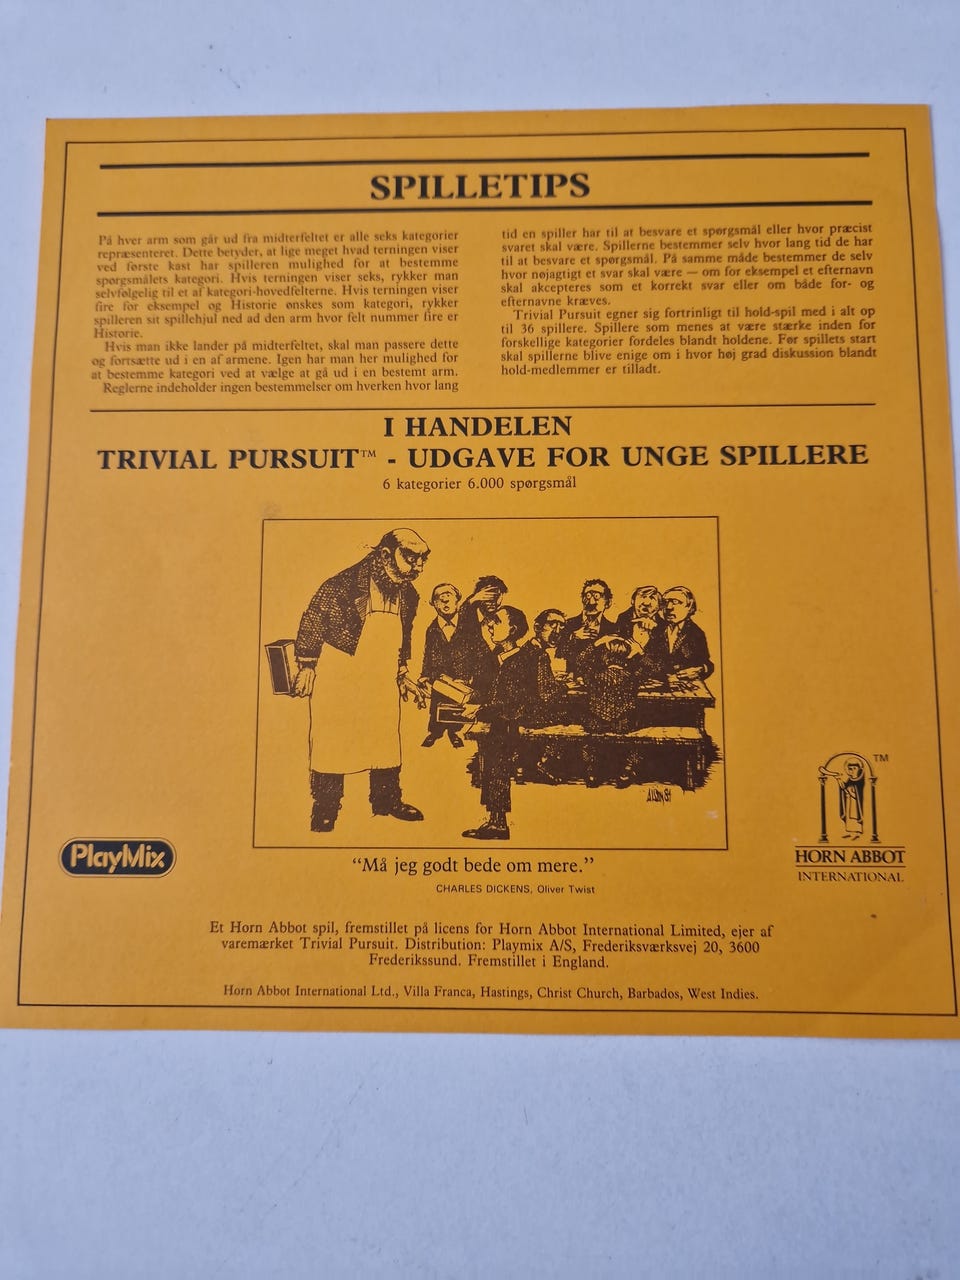 SPILLETIPS
På hver arm som går ud fra midterfeltet er alle seks kategorier
repræsenteret. Dette betyder, at lige meget hvad terningen viser
ved første kast har spilleren mulighed for at bestemme
spørgsmålets kategori. Hvis terningen viser seks, rykker man
selvfølgelig til et af kategori-hovedfelterne. Hvis terningen viser
fire for eksempel og Historie ønskes som kategori, rykker
spilleren sit spillehjul ned ad den arm hvor felt nummer fire er
Historie.
Hvis man ikke lander på midterfeltet, skal man passere dette
og fortsætte ud i en af armene. Igen har man her mulighed for
at bestemme kategori ved at vælge at gå ud i en bestemt arm.
Reglerne indeholder ingen bestemmelser om hverken hvor lang
tid en spiller har til at besvare et spørgsmål eller hvor præcist
svaret skal være. Spillerne bestemmer selv hvor lang tid de har
til at besvare et spørgsmål. På samme måde bestemmer de selv
hvor nøjagtigt et svar skal være — om for eksempel et efternavn
skal akcepteres som et korrekt svar eller om både for- og
efternavne kræves.
Trivial Pursuit egner sig fortrinligt til hold-spil med i alt op
til 36 spillere. Spillere som menes at være stærke inden for
forskellige kategorier fordeles blandt holdene. Før spillets start
skal spillerne blive enige om i hvor høj grad diskussion blandt
hold-medlemmer er tilladt.
I HANDELEN
TRIVIAL PURSUIT™ - UDGAVE FOR UNGE SPILLERE
6 kategorier 6.000 spørgsmål
PlayMix
TM
HORN ABBOT
INTERNATIONAL
“Må jeg godt bede om mere.”
CHARLES DICKENS, Oliver Twist
Et Horn Abbot spil, fremstillet på licens for Horn Abbot International Limited, ejer af
varemærket Trivial Pursuit. Distribution: Playmix A/S, Frederiksværksvej 20, 3600
Frederikssund. Fremstillet i England.
Horn Abbot International Ltd., Villa Franca, Hastings, Christ Church, Barbados, West Indies.